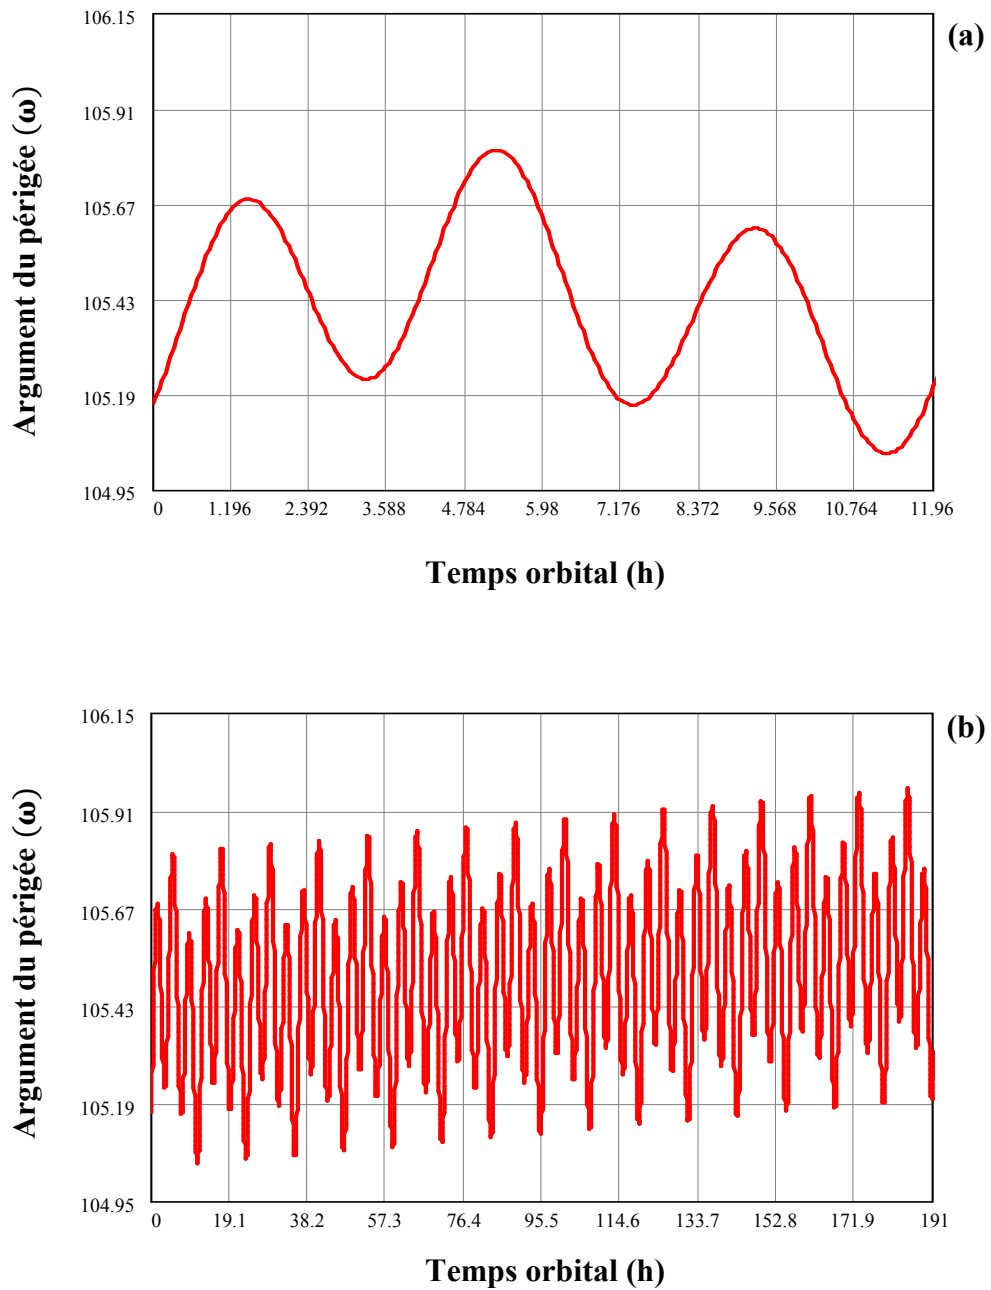 106.15
(a)
105.91
105.67
105.43
105.19
104.95
Argument du périgée (ω)
0 1.196 2.392 3.588 4.784 5.98 7.176 8.372 9.568 10.764 11.96
Temps orbital (h)
106.15
(b)
105.91
105.67
105.43
105.19
104.95
Argument du périgée (ω)
0 19.1 38.2 57.3 76.4 95.5 114.6 133.7 152.8 171.9 191
Temps orbital (h)